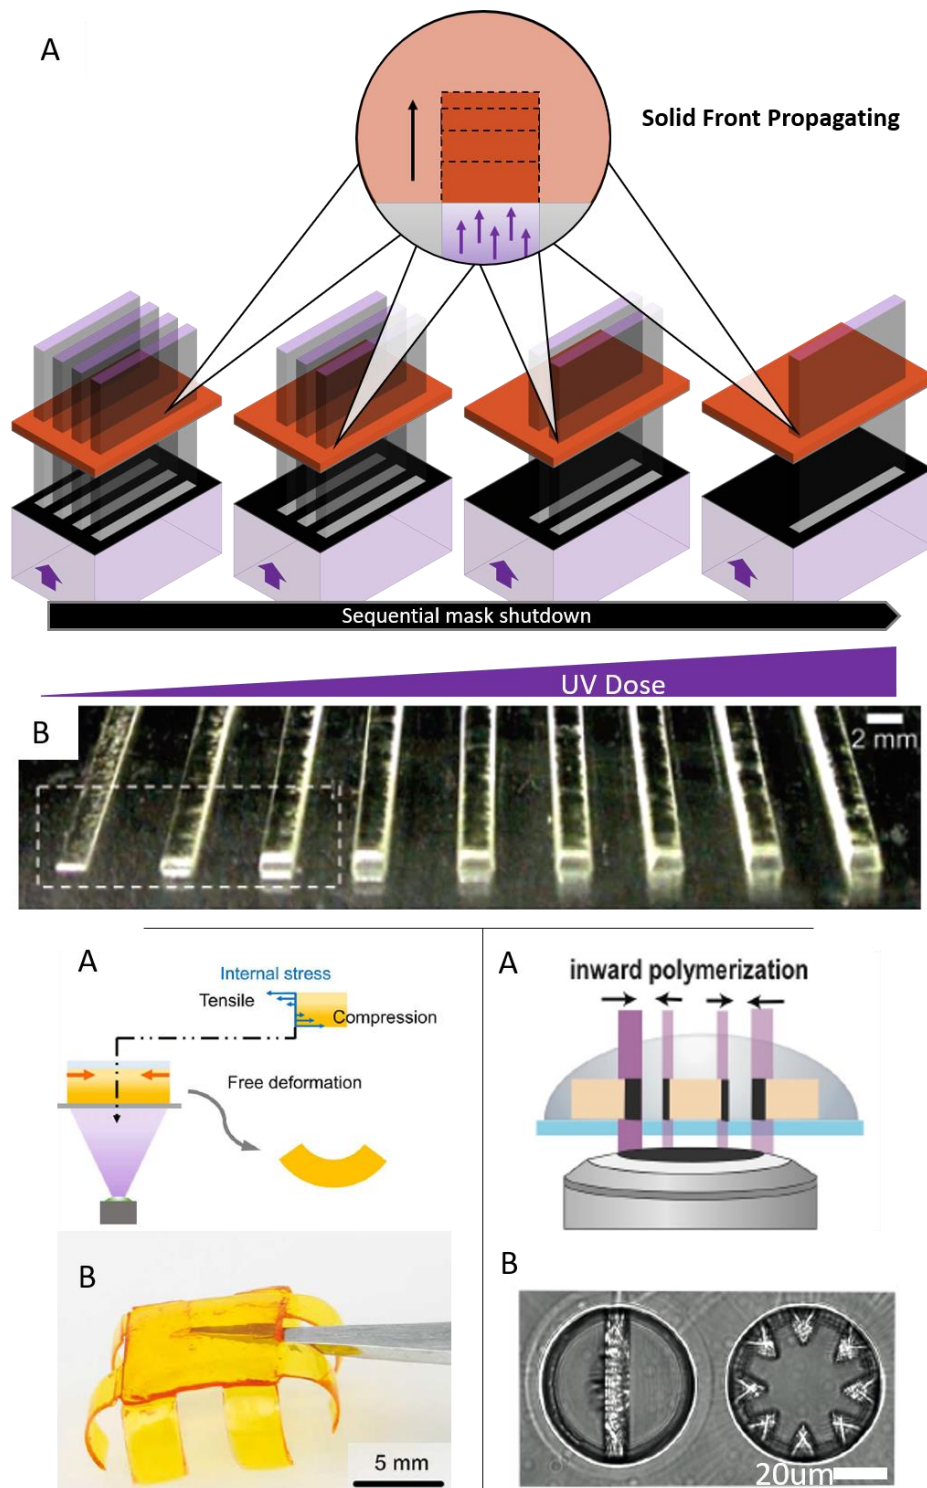 A
Solid Front Propagating
Sequential mask shutdown
UV Dose
B
2 mm
A
Internal stress
Tensile
Compression
Free deformation
B
5 mm
A
inward polymerization
B
20um